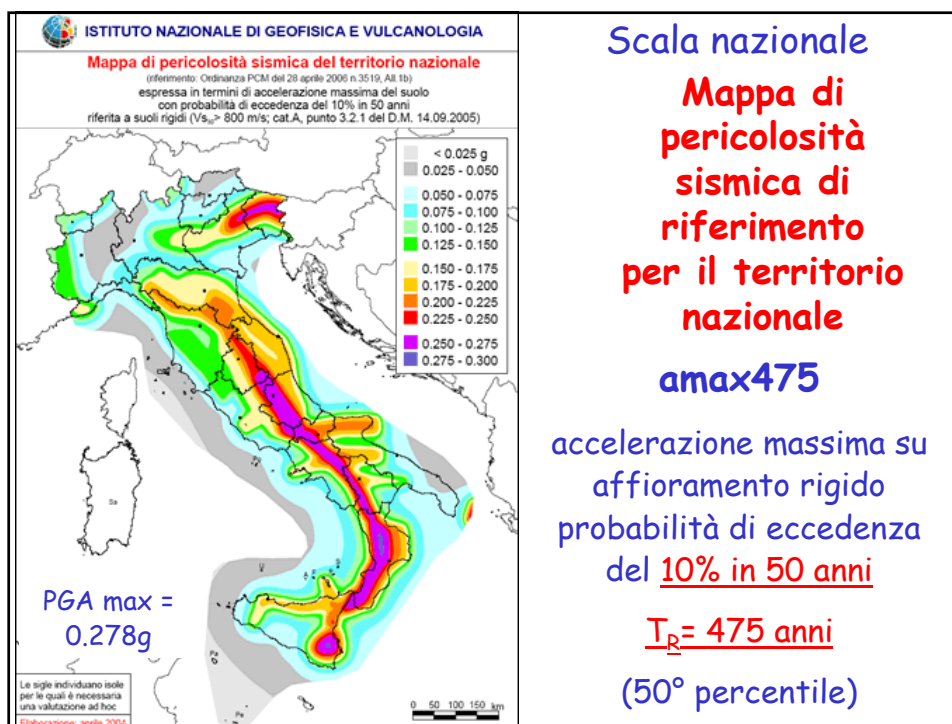 ISTITUTO NAZIONALE DI GEOFISICA E VULCANOLOGIA
Mappa di pericolosità sismica del territorio nazionale
(riferimento: Ordinanza PCM del 28 aprile 2006 n.3519, All.1b)
espressa in termini di accelerazione massima del suolo
con probabilità di eccedenza del 10% in 50 anni
riferita a suoli rigidi (Vs₃₀> 800 m/s; cat.A, punto 3.2.1 del D.M. 14.09.2005)
< 0.025 g
0.025 - 0.050
0.050 - 0.075
0.075 - 0.100
0.100 - 0.125
0.125 - 0.150
0.150 - 0.175
0.175 - 0.200
0.200 - 0.225
0.225 - 0.250
0.250 - 0.275
0.275 - 0.300
Sa
U
Pa
Pe
PGA max =
0.278g
Le sigle individuano isole
per le quali è necessaria
una valutazione ad hoc
Elaborazione: aprile 2004
0 50 100 150 km
Scala nazionale
Mappa di
pericolosità
sismica di
riferimento
per il territorio
nazionale
amax475
accelerazione massima su
affioramento rigido
probabilità di eccedenza
del 10% in 50 anni
T_R= 475 anni
(50° percentile)